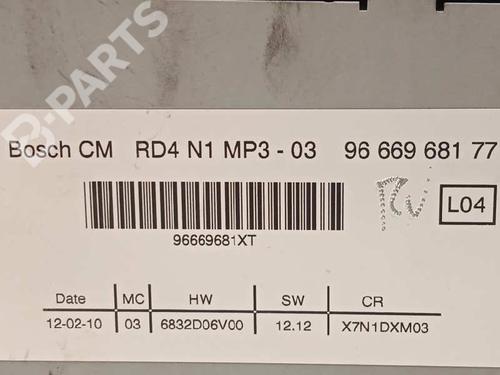 B-PARTS
Bosch CM RD4 N1 MP3 - 03 96 669 681 77
L04
96669681XT
Date MC HW SW CR
12-02-10 03 6832D06V00 12.12 X7N1DXM03